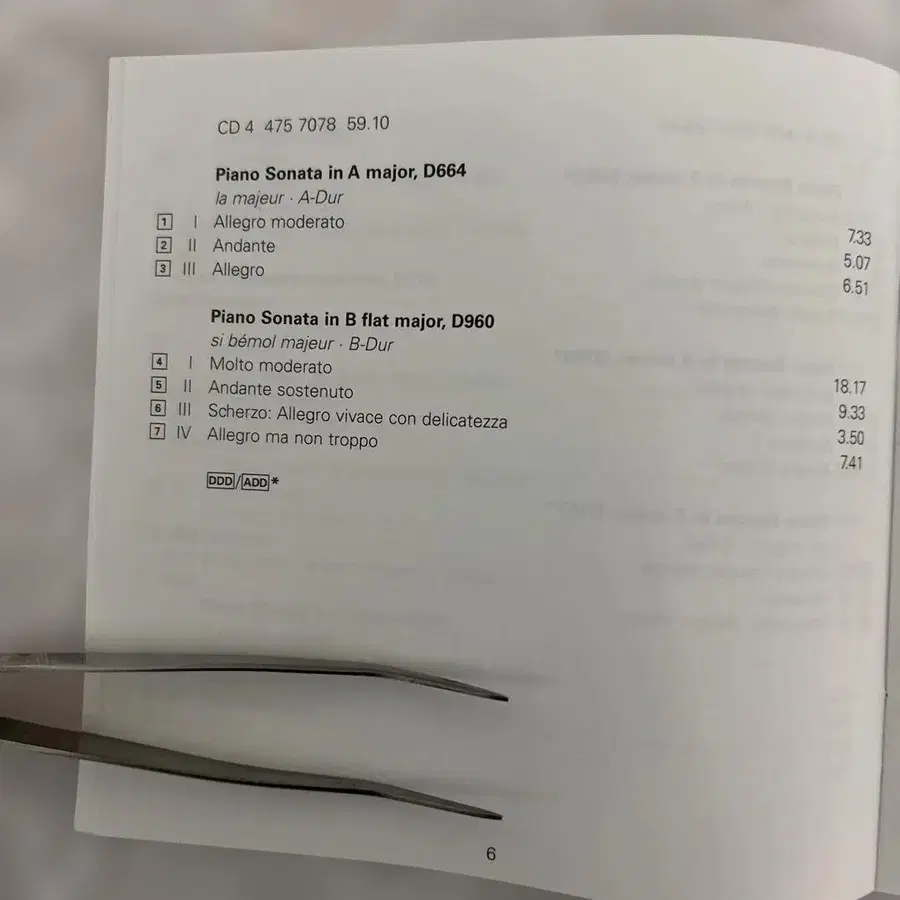 CD 4 475 7078 59.10
Piano Sonata in A major, D664
la majeur · A-Dur
1 I Allegro moderato 7.33
2 II Andante 5.07
3 III Allegro 6.51
Piano Sonata in B flat major, D960
si bémol majeur · B-Dur
4 I Molto moderato 18.17
5 II Andante sostenuto 9.33
6 III Scherzo: Allegro vivace con delicatezza 3.50
7 IV Allegro ma non troppo 7.41
DDD/ADD*
6